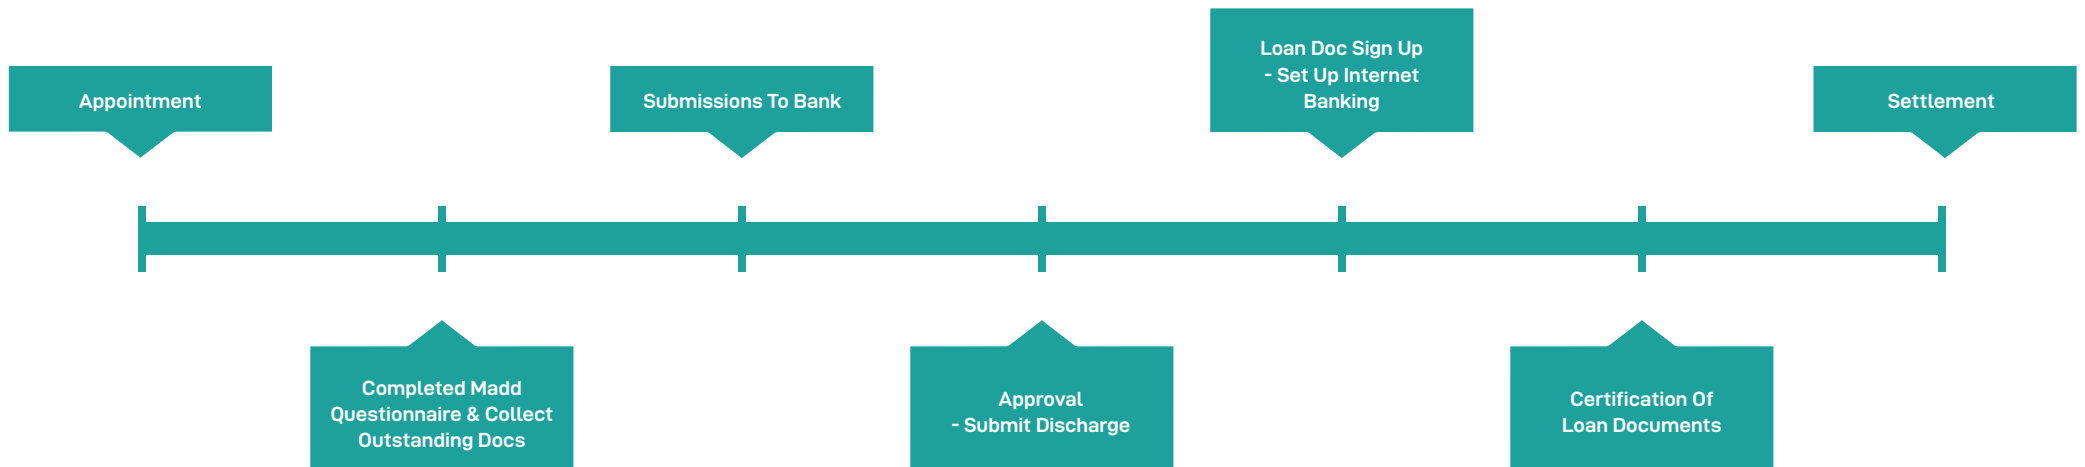 Appointment
Completed Madd
Questionnaire & Collect
Outstanding Docs
Submissions To Bank
Approval
- Submit Discharge
Loan Doc Sign Up
- Set Up Internet
Banking
Certification Of
Loan Documents
Settlement